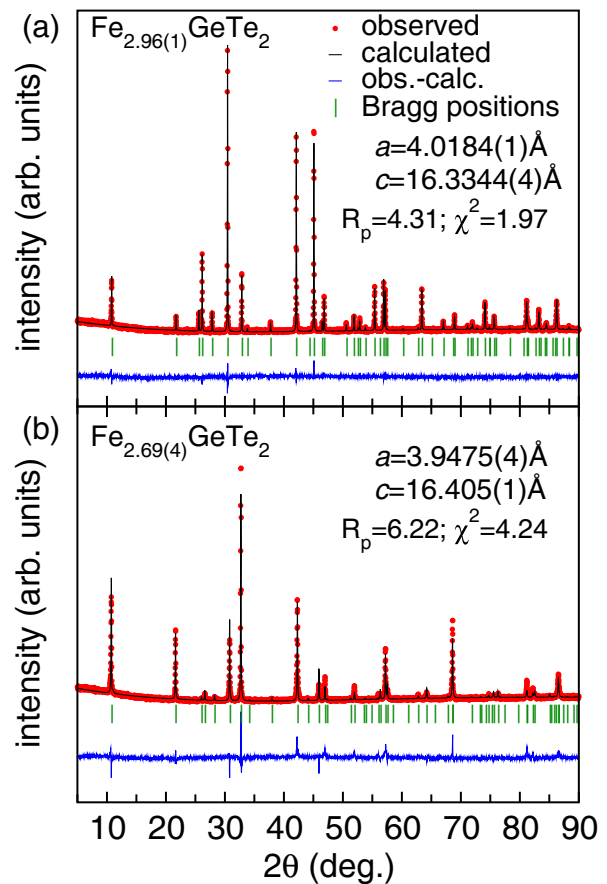 (a) Fe2.96(1)GeTe2
observed
calculated
obs.-calc.
Bragg positions
a=4.0184(1)Å
c=16.3344(4)Å
Rp=4.31; χ²=1.97
intensity (arb. units)
(b) Fe2.69(4)GeTe2
a=3.9475(4)Å
c=16.405(1)Å
Rp=6.22; χ²=4.24
intensity (arb. units)
10 20 30 40 50 60 70 80 90
2θ (deg.)